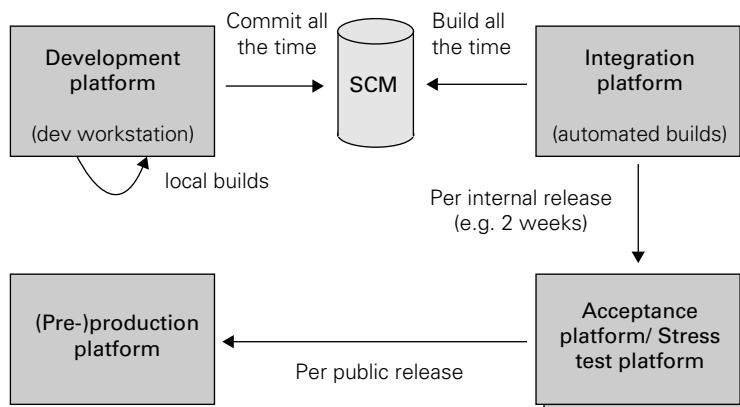 Development
platform
(dev workstation)
Commit all
the time
SCM
Build all
the time
Integration
platform
(automated builds)
local builds
Per internal release
(e.g. 2 weeks)
(Pre-)production
platform
Per public release
Acceptance
platform/ Stress
test platform